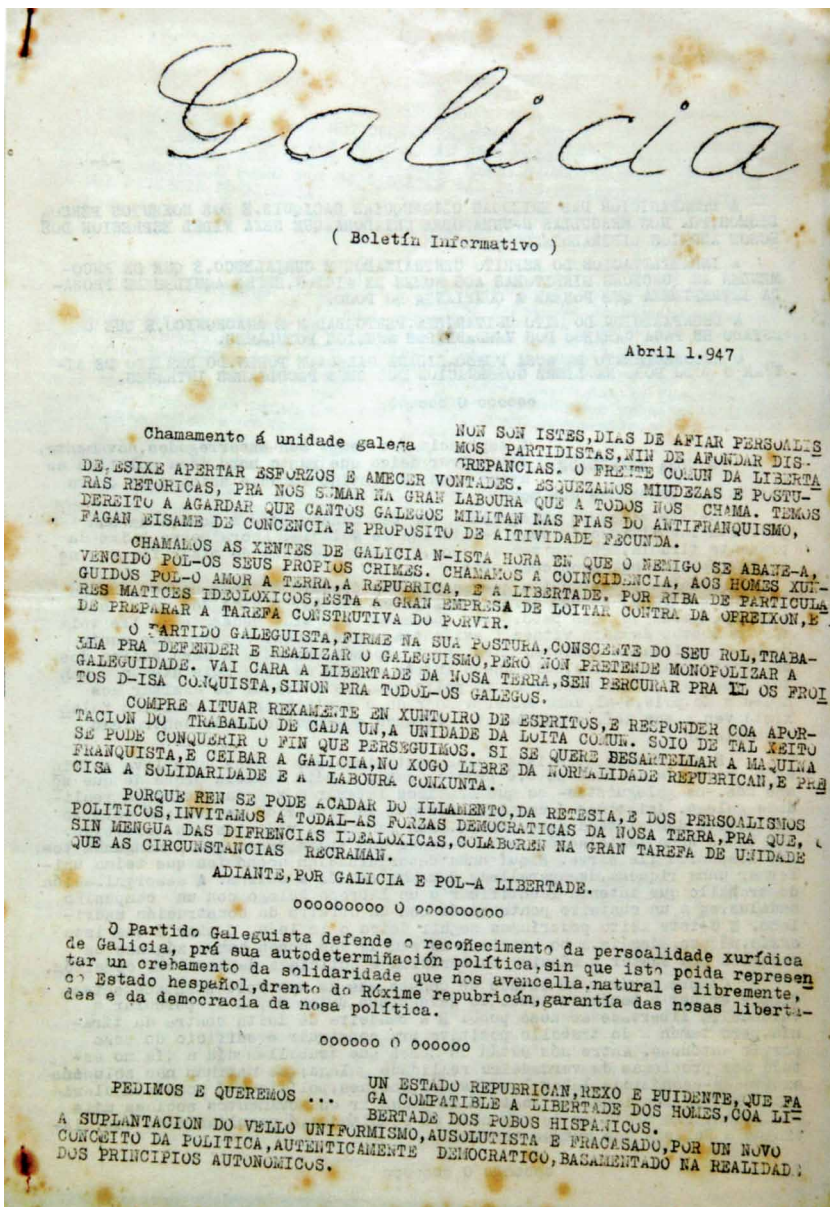 Galicia
( Boletín Informativo )
Abril 1.947
Chamamento á unidade galega
NON SON ISTES,DIAS DE AFIAR PERSOALIS
MOS PARTIDISTAS,NIN DE AFONDAR DIS-
CREPANCIAS. O FRENTE COMUN DA LIBERTA
DE,ESIXE APERTAR ESFORZOS E AMECER VONTADES. ESQUEZAMOS MIUDEZAS E POSTU-
RAS RETORICAS, PRA NOS SUMAR NA GRAN LABOURA QUE A TODOS NOS CHAMA. TEMOS
DEREITO A AGARDAR QUE CANTOS GALEGOS MILITAN NAS FIAS DO ANTIFRANQUISMO,
FAGAN EISAME DE CONCENCIA E PROPOSITO DE AITIVIDADE FECUNDA.
CHAMAMOS AS XENTES DE GALICIA N-ISTA HORA EN QUE O NEMIGO SE ABANE-A,
VENCIDO POL-OS SEUS PROPIOS CRIMES. CHAMAMOS A COINCIDENCIA, AOS HOMES XUN-
GUIDOS POL-O AMOR A TERRA,A REPUBRICA, E A LIBERTADE. POR RIBA DE PARTICULA
RES MATICES IDEOLOXICOS,ESTA A GRAN EMPRESA DE LOITAR CONTRA DA OPREIXON,E
DE PREPARAR A TAREFA CONSTRUTIVA DO PORVIR.
O PARTIDO GALEGUISTA,FIRME NA SUA POSTURA,CONSCENTE DO SEU ROL,TRABA-
LLA PRA DEFENDER E REALIZAR O GALEGUISMO,PERO NON PRETENDE MONOPOLIZAR A
GALEGUIDADE. VAI CARA A LIBERTADE DA NOSA TERRA,SEN PERCURAR PRA IL OS FROI
TOS D-ISA CONQUISTA,SINON PRA TODOL-OS GALEGOS.
COMPRE AITUAR REXAMENTE EN XUNTOIRO DE ESPRITOS,E RESPONDER COA APOR-
TACION DO TRABALLO DE CADA UN,A UNIDADE DA LOITA COMUN. SOIO DE TAL XEITO
SE PODE CONQUERIR O FIN QUE PERSEGUIMOS. SI SE QUERE DESARTELLAR A MAQUINA
FRANQUISTA,E CEIBAR A GALICIA,NO XOGO LIBRE DA NORMALIDADE REPUBRICAN,E PRE
CISA A SOLIDARIDADE E A LABOURA CONXUNTA.
PORQUE REN SE PODE ACADAR DO ILLAMENTO,DA RETESIA,E DOS PERSOALISMOS
POLITICOS,INVITAMOS A TODAL-AS FORZAS DEMOCRATICAS DA NOSA TERRA,PRA QUE,
SIN MENGUA DAS DIFRENCIAS IDEALOXICAS,COLABOREN NA GRAN TAREFA DE UNIDADE
QUE AS CIRCUNSTANCIAS RECRAMAN.
ADIANTE,POR GALICIA E POL-A LIBERTADE.
ooooooooo O ooooooooo
O Partido Galeguista defende o recoñecimento da persoalidade xurídica
de Galicia, prá sua autodetermiñación política,sin que isto poida represen
tar un crebamento da solidaridade que nos avencella,natural e libremente,
co Estado hespañol,drento do Réxime repubricán,garantía das nosas liberta-
des e da democracia da nosa política.
oooooo O oooooo
PEDIMOS E QUEREMOS ...
UN ESTADO REPUBRICAN,REXO E PUIDENTE,QUE FA
GA COMPATIBLE A LIBERTADE DOS HOMES,COA LI-
BERTADE DOS POBOS HISPANICOS.
A SUPLANTACION DO VELLO UNIFORMISMO,AUSOLUTISTA E FRACASADO,POR UN NOVO
CONCEITO DA POLITICA,AUTENTICAMENTE DEMOCRATICO,BASAMENTADO NA REALIDADE
DOS PRINCIPIOS AUTONOMICOS.